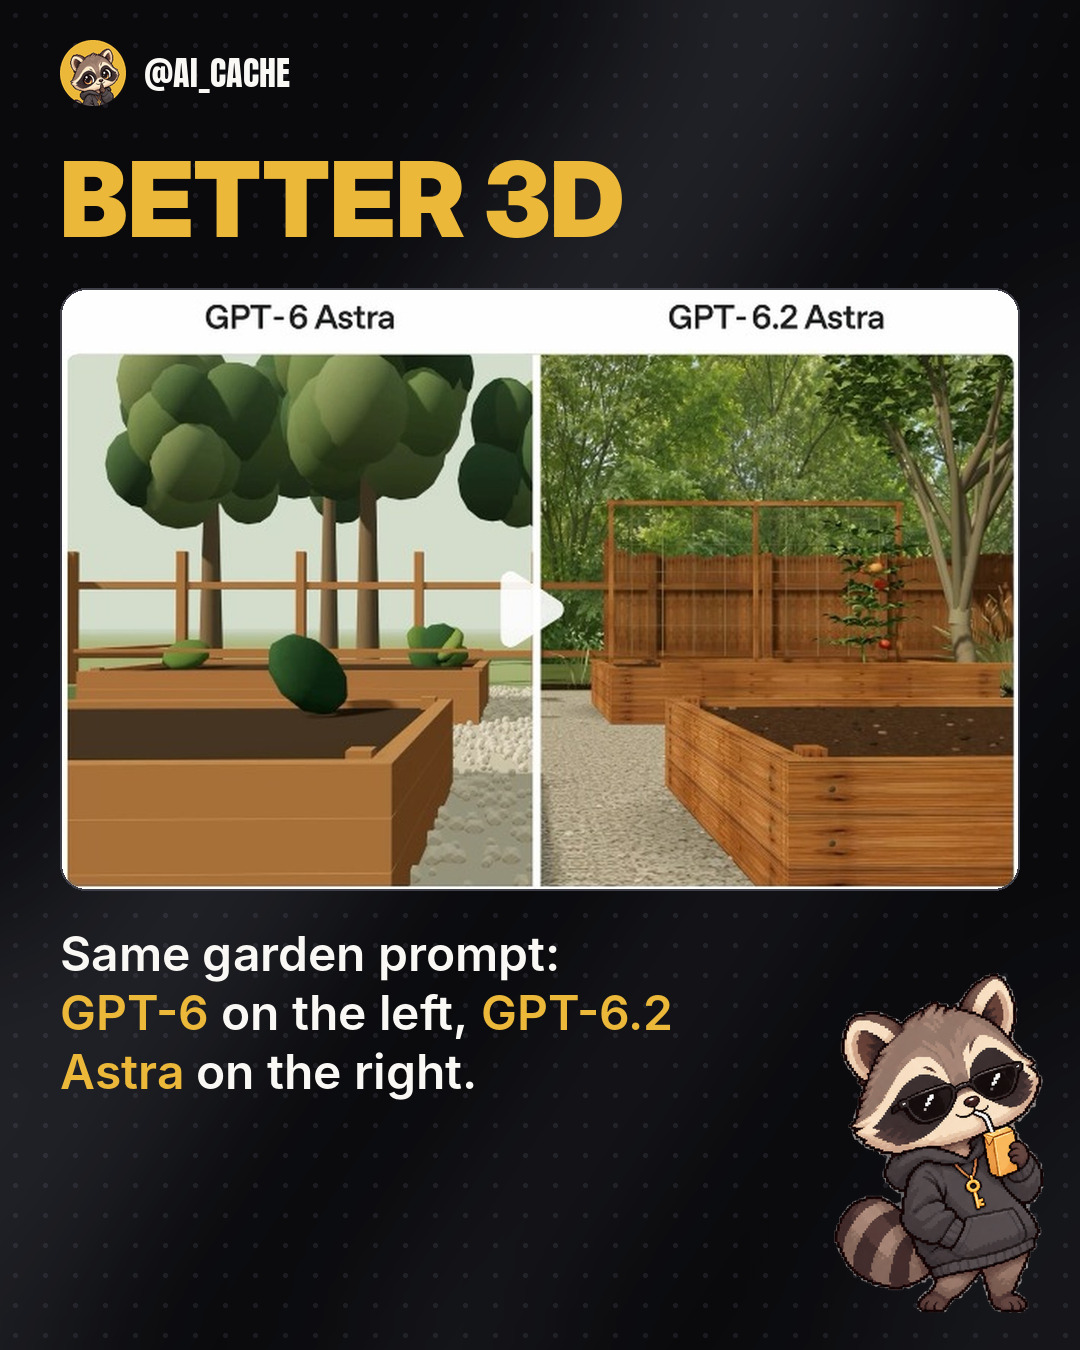 @AI_CACHE
BETTER 3D
GPT-6 Astra
GPT-6.2 Astra
Same garden prompt:
GPT-6 on the left, GPT-6.2
Astra on the right.